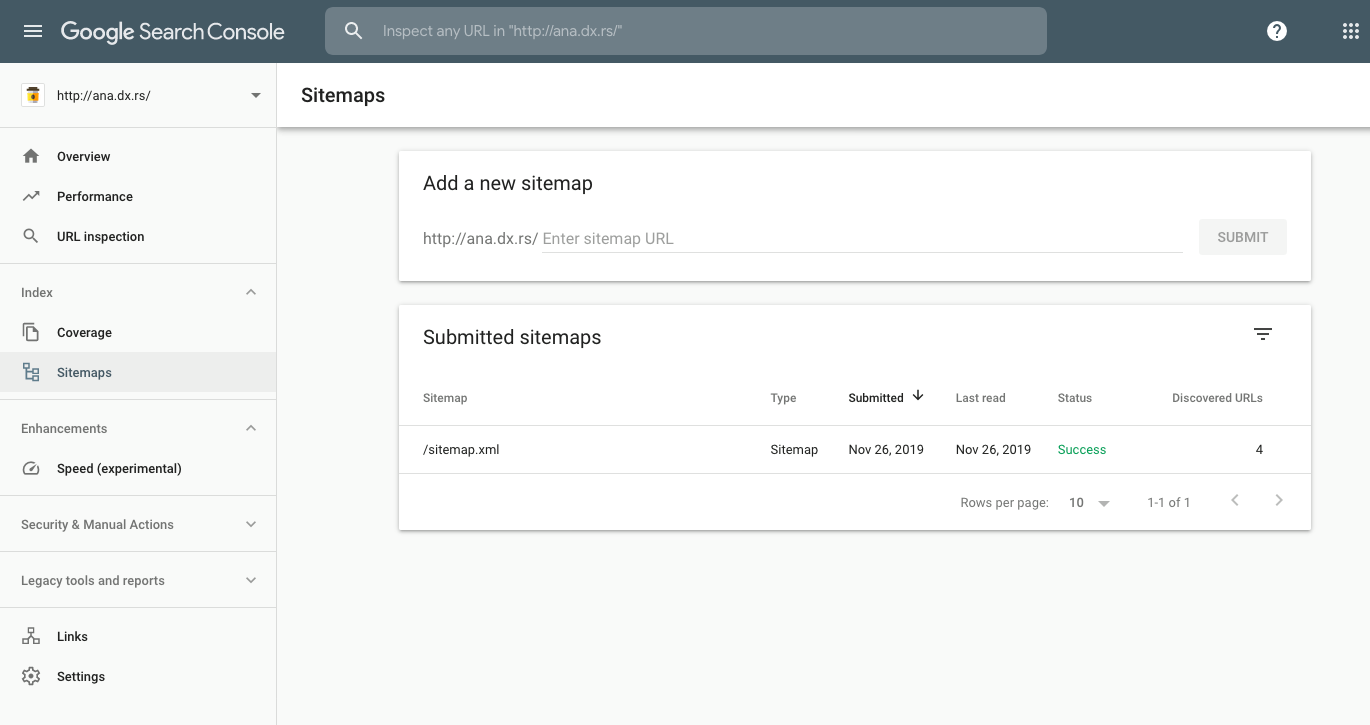 Google Search Console
Inspect any URL in "http://ana.dx.rs/"
http://ana.dx.rs/
Sitemaps
Overview
Performance
URL inspection
Index
Coverage
Sitemaps
Enhancements
Speed (experimental)
Security & Manual Actions
Legacy tools and reports
Links
Settings
Add a new sitemap
http://ana.dx.rs/ Enter sitemap URL SUBMIT
Submitted sitemaps
Sitemap Type Submitted Last read Status Discovered URLs
/sitemap.xml Sitemap Nov 26, 2019 Nov 26, 2019 Success 4
Rows per page: 10 1-1 of 1